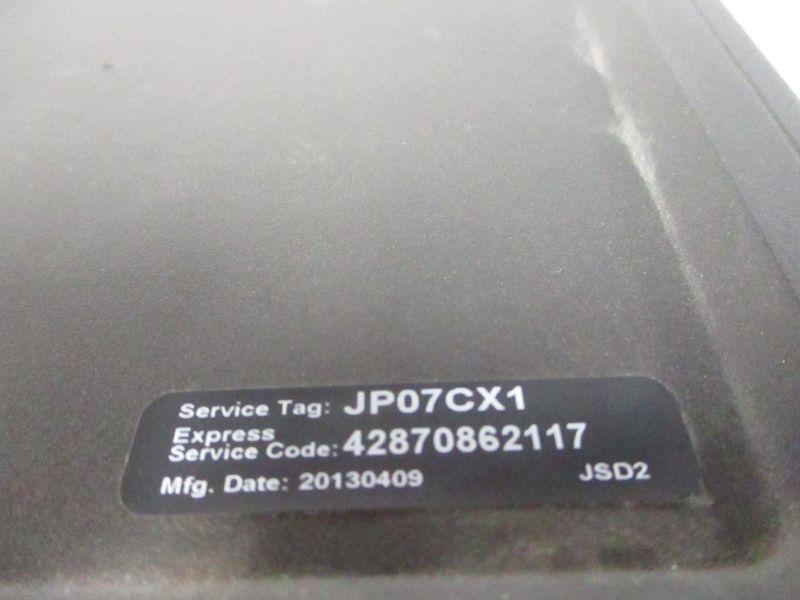 Service Tag: JP07CX1
Express
Service Code: 42870862117
Mfg. Date: 20130409 JSD2